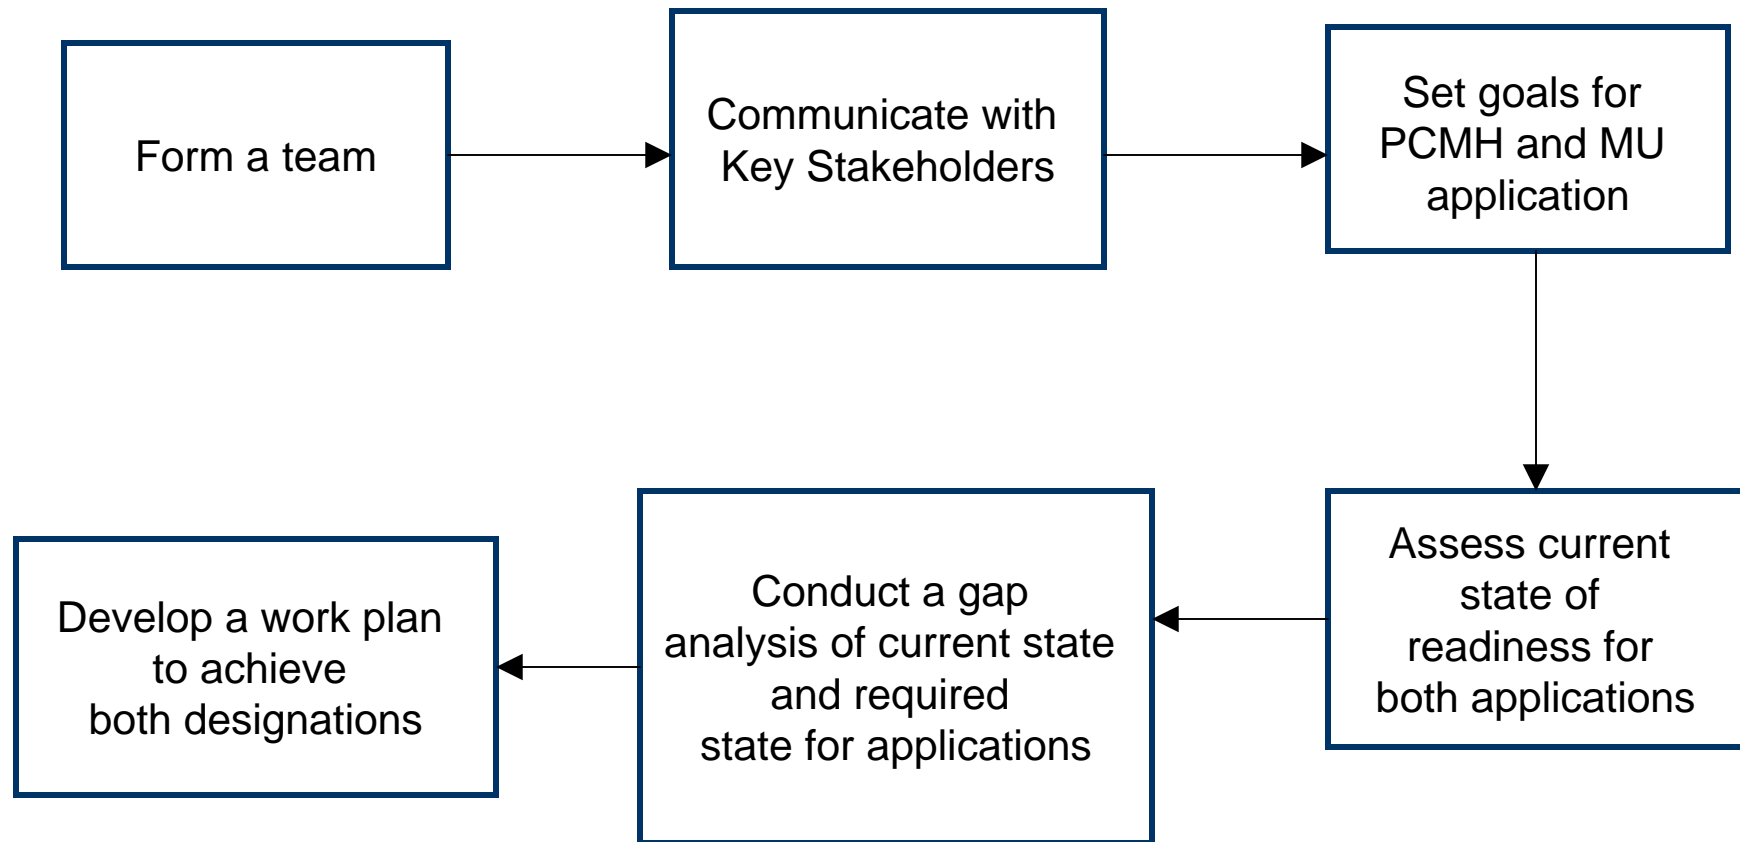 Form a team
Communicate with
Key Stakeholders
Set goals for
PCMH and MU
application
Assess current
state of
readiness for
both applications
Conduct a gap
analysis of current state
and required
state for applications
Develop a work plan
to achieve
both designations